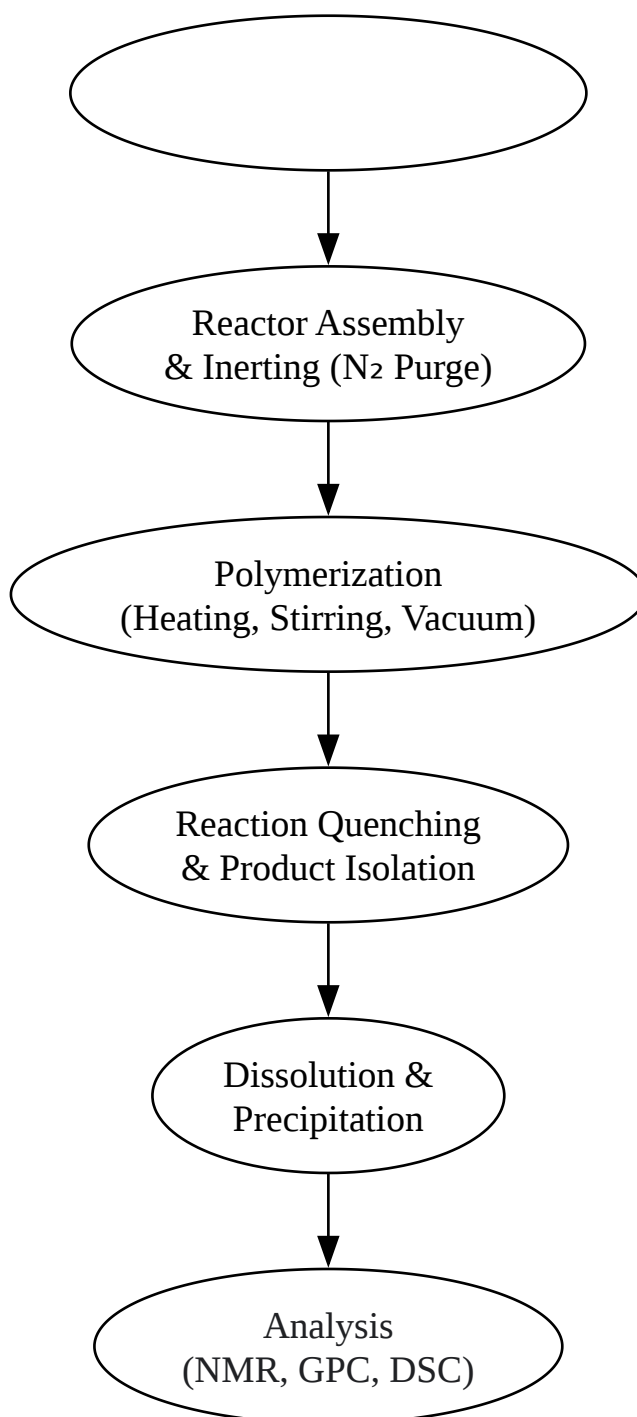 Reactor Assembly
& Inerting (N₂ Purge)
Polymerization
(Heating, Stirring, Vacuum)
Reaction Quenching
& Product Isolation
Dissolution &
Precipitation
Analysis
(NMR, GPC, DSC)